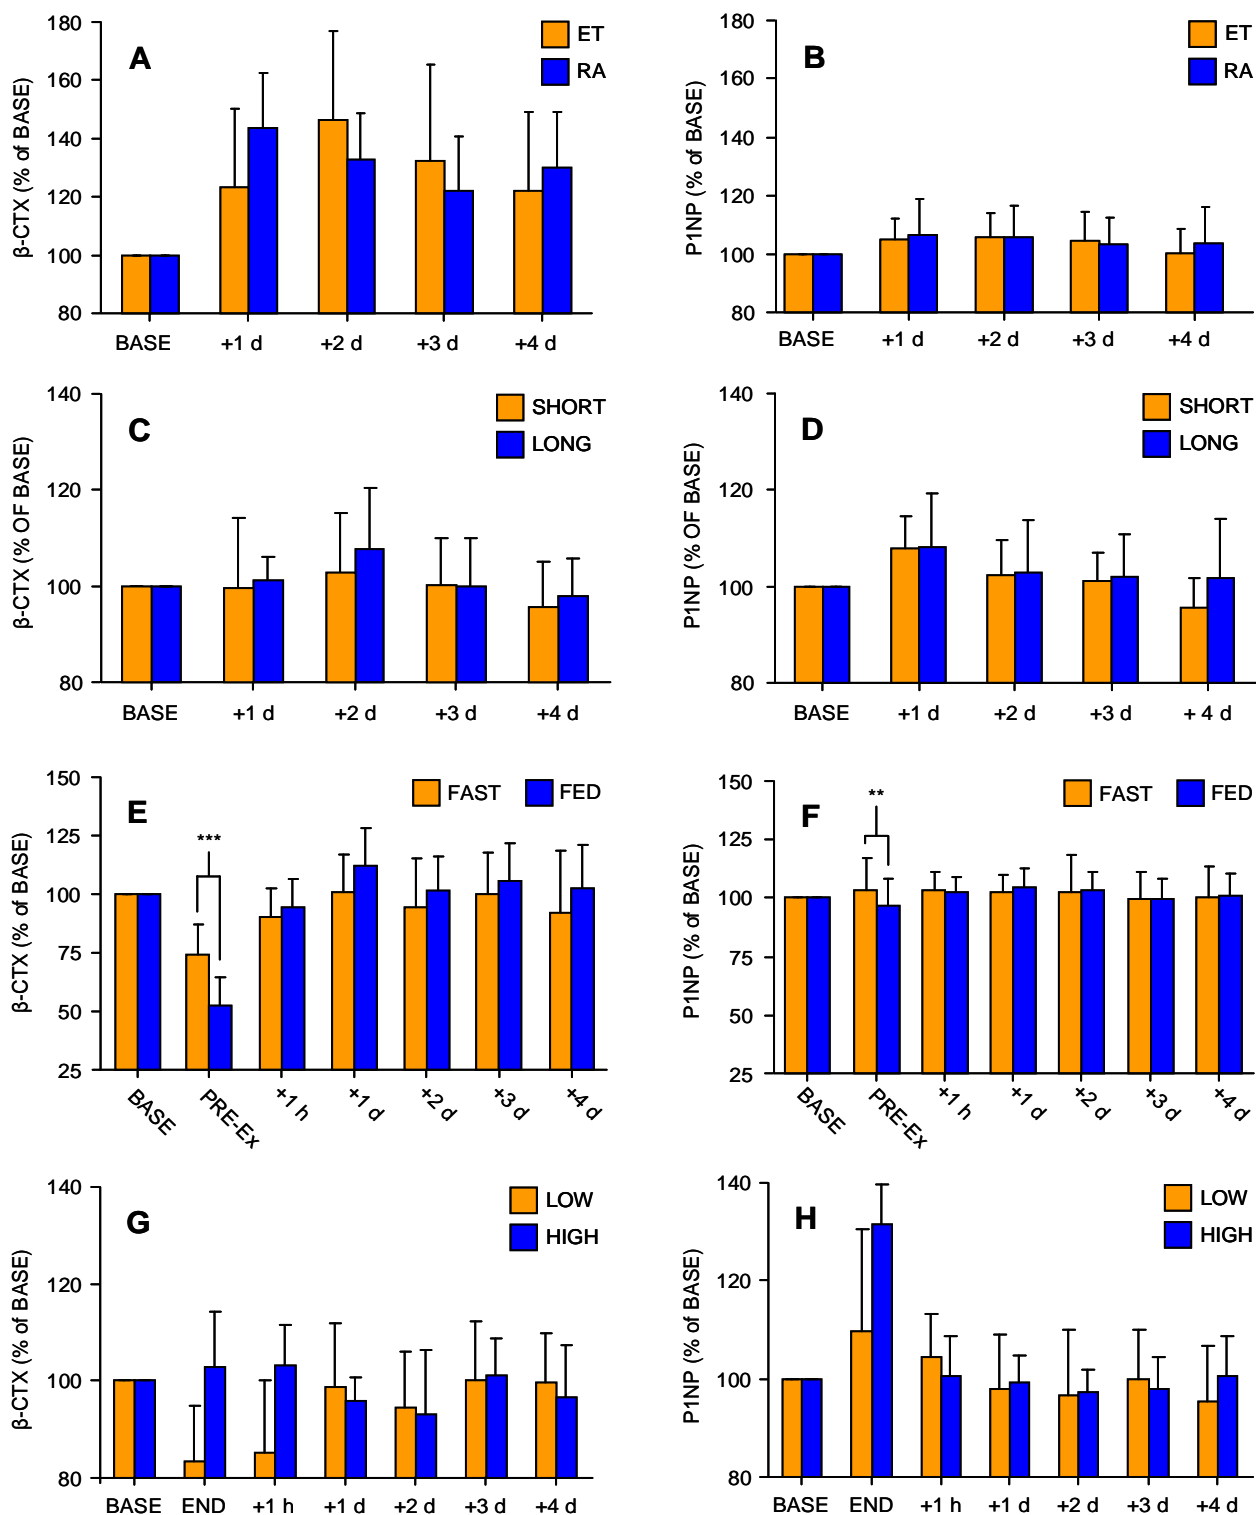 A
β-CTX (% of BASE)
180
160
140
120
100
80
ET
RA
BASE +1 d +2 d +3 d +4 d
B
P1NP (% of BASE)
180
160
140
120
100
80
ET
RA
BASE +1 d +2 d +3 d +4 d
C
β-CTX (% OF BASE)
140
120
100
80
SHORT
LONG
BASE +1 d +2 d +3 d +4 d
D
P1NP (% OF BASE)
140
120
100
80
SHORT
LONG
BASE +1 d +2 d +3 d + 4 d
E
β-CTX (% of BASE)
150
125
100
75
50
25
FAST FED
***
BASE PRE-Ex +1 h +1 d +2 d +3 d +4 d
F
P1NP (% of BASE)
150
125
100
75
50
25
FAST FED
**
BASE PRE-Ex +1 h +1 d +2 d +3 d +4 d
G
β-CTX (% of BASE)
140
120
100
80
LOW
HIGH
BASE END +1 h +1 d +2 d +3 d +4 d
H
P1NP (% of BASE)
140
120
100
80
LOW
HIGH
BASE END +1 h +1 d +2 d +3 d +4 d